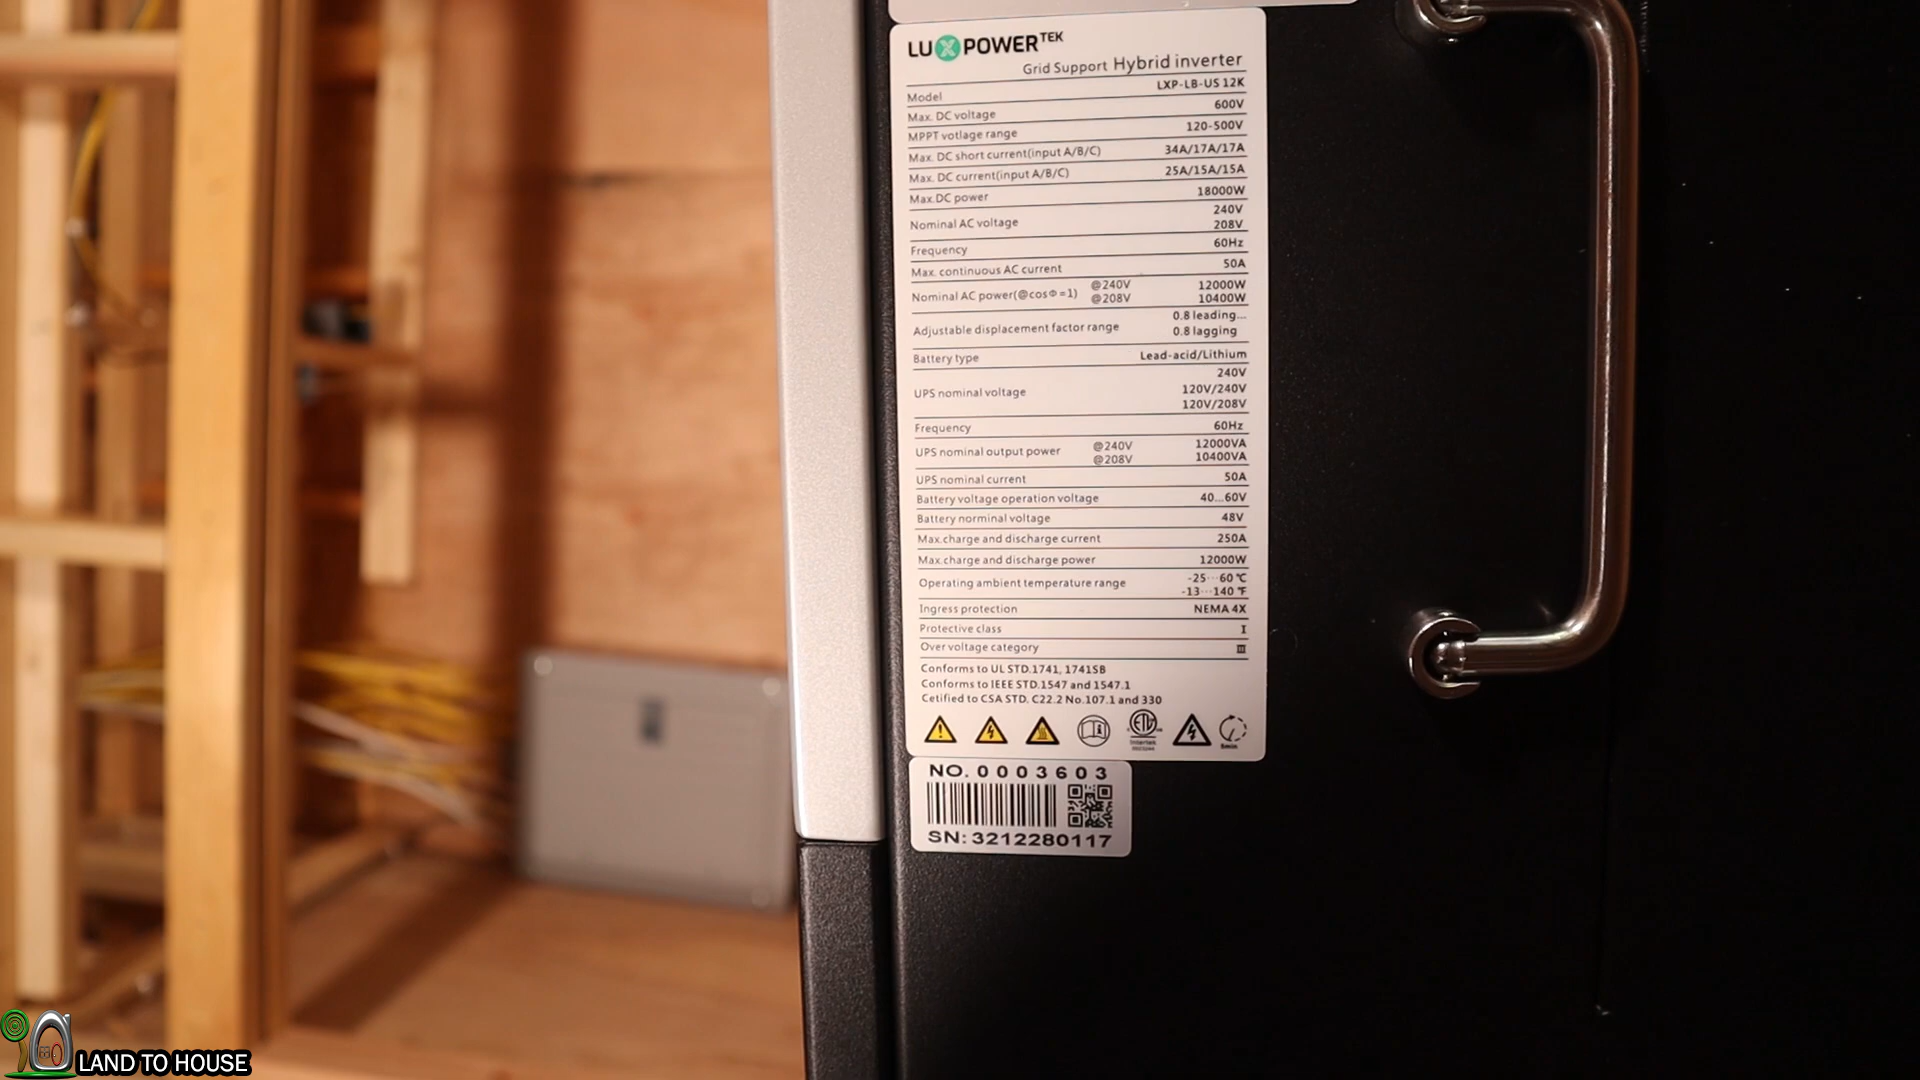 LUXPOWERTEK
Grid Support Hybrid inverter
Model LXP-LB-US 12K
Max. DC voltage 600V
MPPT votlage range 120-500V
Max. DC short current(input A/B/C) 34A/17A/17A
Max. DC current(input A/B/C) 25A/15A/15A
Max.DC power 18000W
Nominal AC voltage 240V
208V
Frequency 60Hz
Max. continuous AC current 50A
Nominal AC power(@cosΦ=1) @240V 12000W
@208V 10400W
Adjustable displacement factor range 0.8 leading...
0.8 lagging
Battery type Lead-acid/Lithium
UPS nominal voltage 240V
120V/240V
120V/208V
Frequency 60Hz
UPS nominal output power @240V 12000VA
@208V 10400VA
UPS nominal current 50A
Battery voltage operation voltage 40...60V
Battery norminal voltage 48V
Max.charge and discharge current 250A
Max.charge and discharge power 12000W
Operating ambient temperature range -25···60℃
-13···140℉
Ingress protection NEMA 4X
Protective class I
Over voltage category III
Conforms to UL STD.1741, 1741SB
Conforms to IEEE STD.1547 and 1547.1
Cetified to CSA STD. C22.2 No.107.1 and 330
ETL
Intertek
5min
NO. 0003603
SN: 3212280117
LAND TO HOUSE